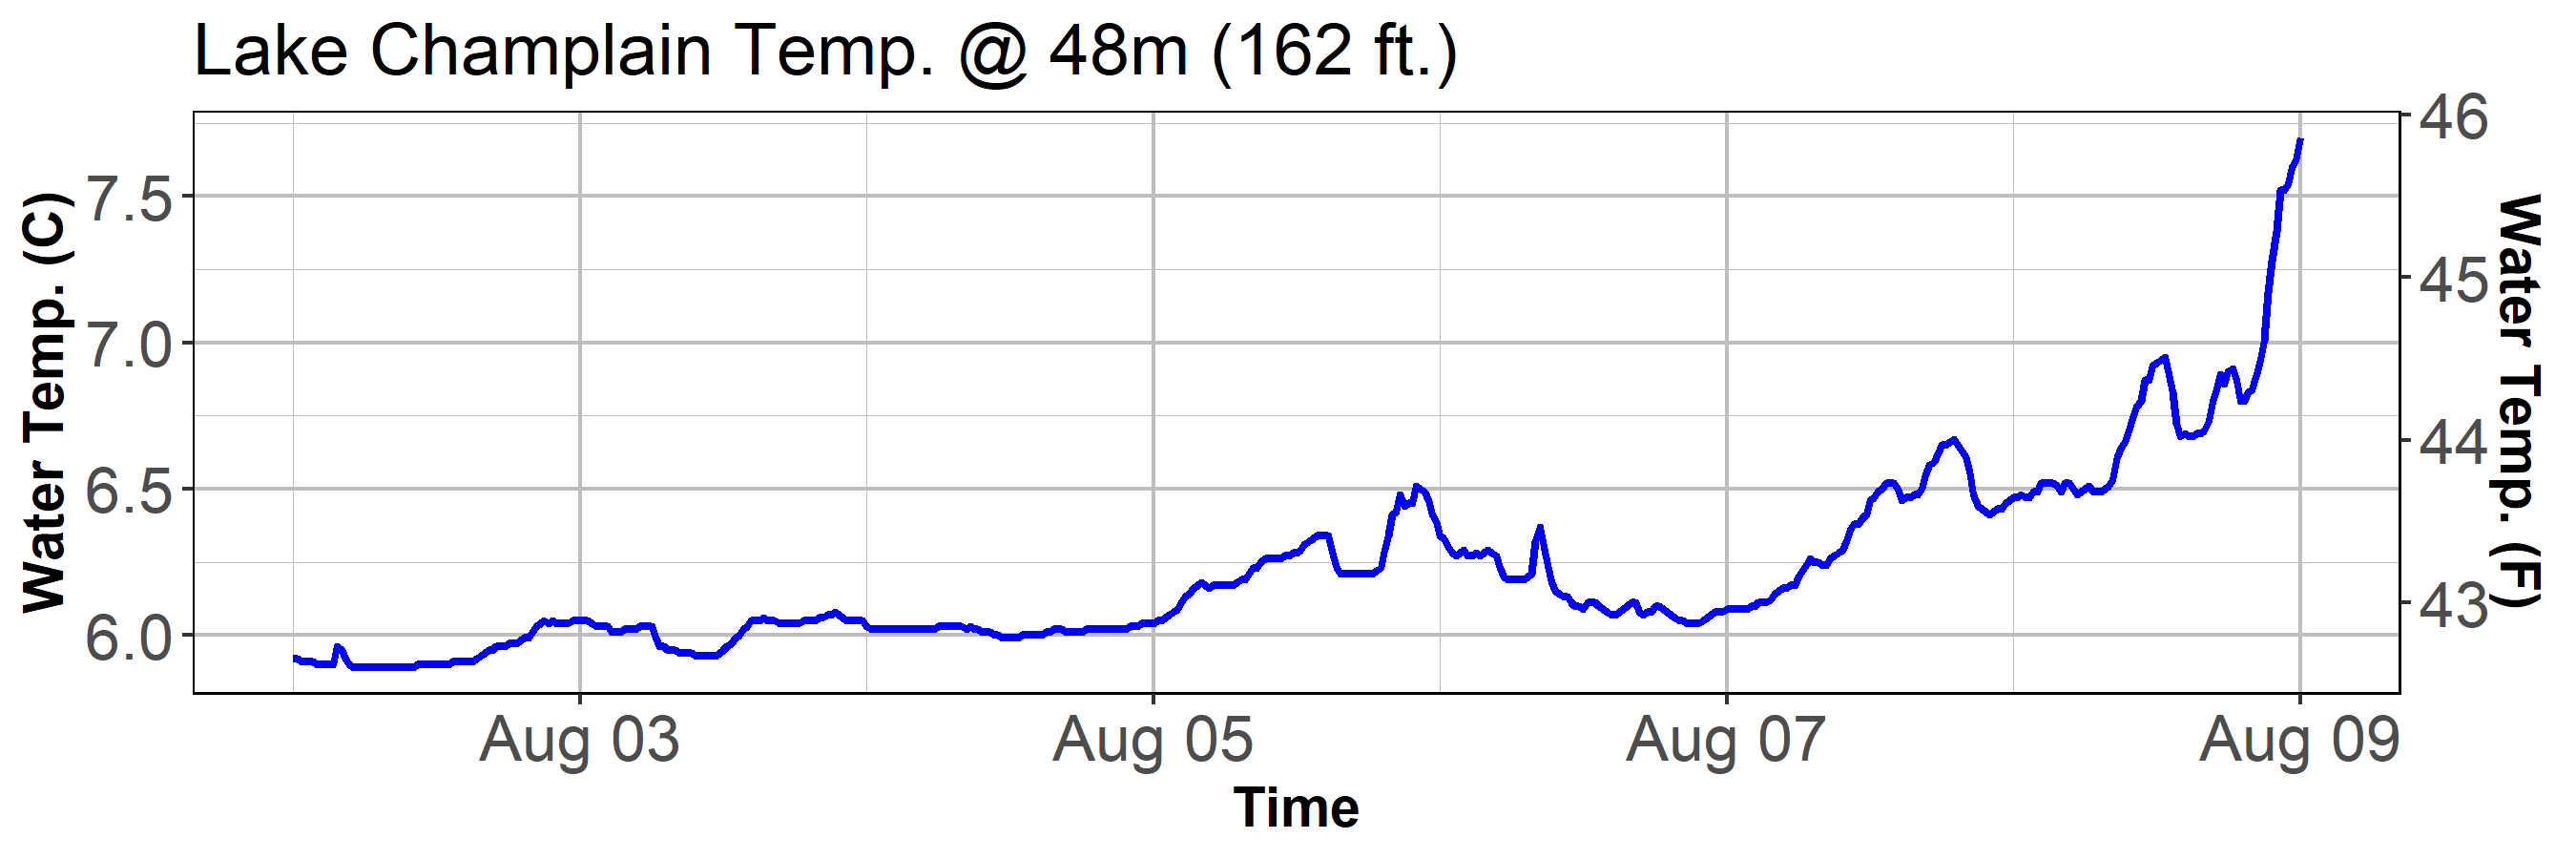 Lake Champlain Temp. @ 48m (162 ft.)
Water Temp. (C)
7.5
7.0
6.5
6.0
46
45
44
43
Water Temp. (F)
Aug 03 Aug 05 Aug 07 Aug 09
Time